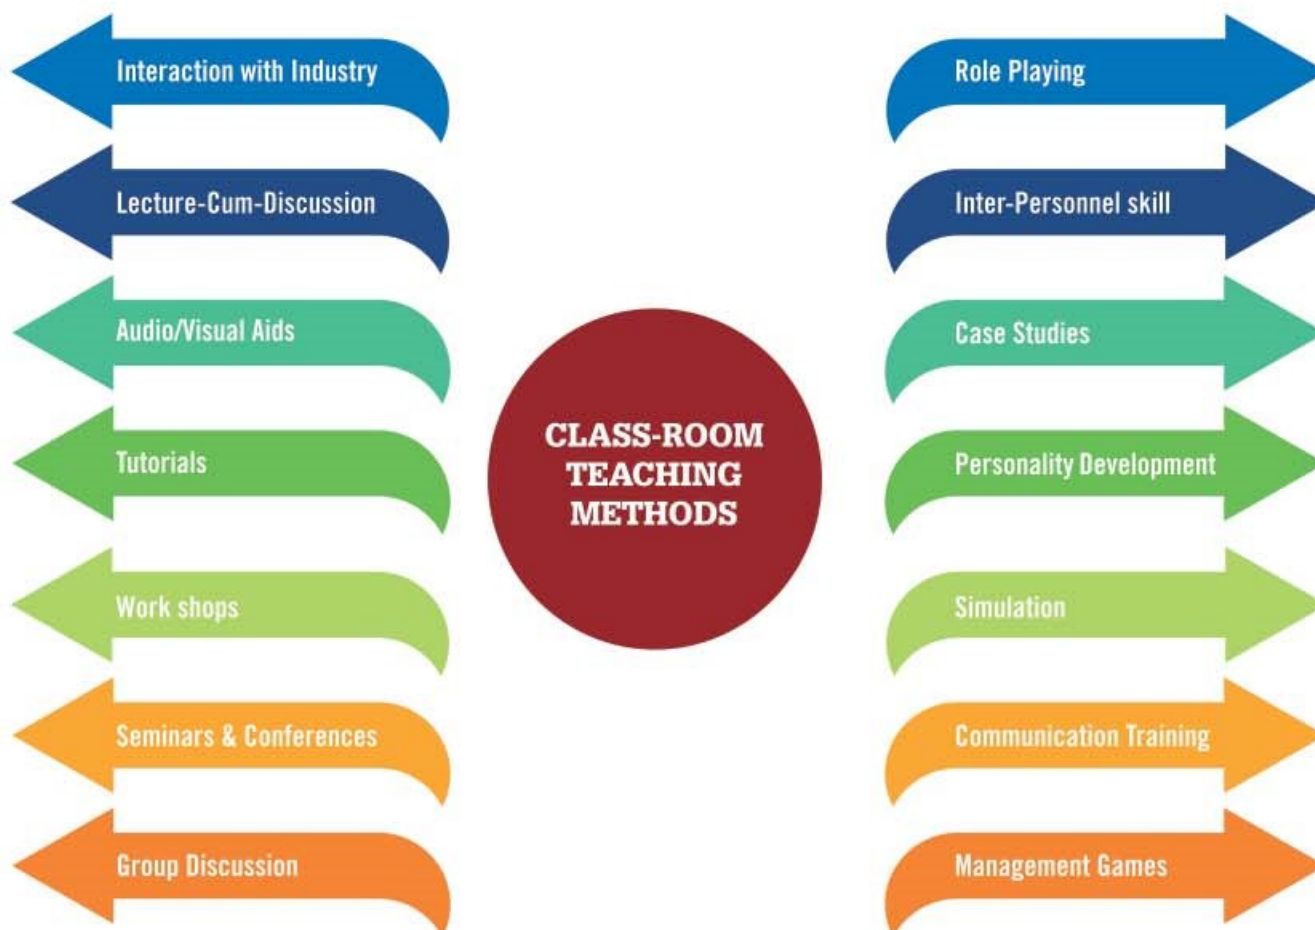 Interaction with Industry
Lecture-Cum-Discussion
Audio/Visual Aids
Tutorials
Work shops
Seminars & Conferences
Group Discussion
CLASS-ROOM
TEACHING
METHODS
Role Playing
Inter-Personnel skill
Case Studies
Personality Development
Simulation
Communication Training
Management Games